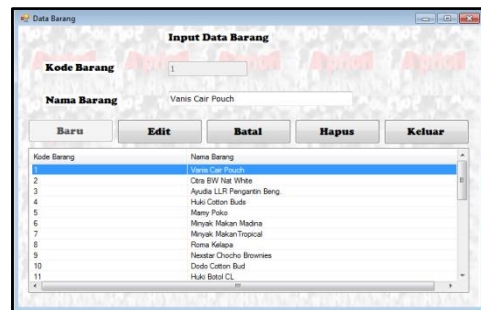 Data Barang
Input Data Barang
Kode Barang 1
Nama Barang Vanis Cair Pouch
Baru Edit Batal Hapus Keluar
Kode Barang Nama Barang
1 Vanis Cair Pouch
2 Citra BW Nat White
3 Ayudia LLR Pengantin Beng.
4 Huki Cotton Buds
5 Mamy Poko
6 Minyak Makan Madina
7 Minyak Makan Tropical
8 Roma Kelapa
9 Nexstar Chocho Brownies
10 Dodo Cotton Bud
11 Huki Botol CL